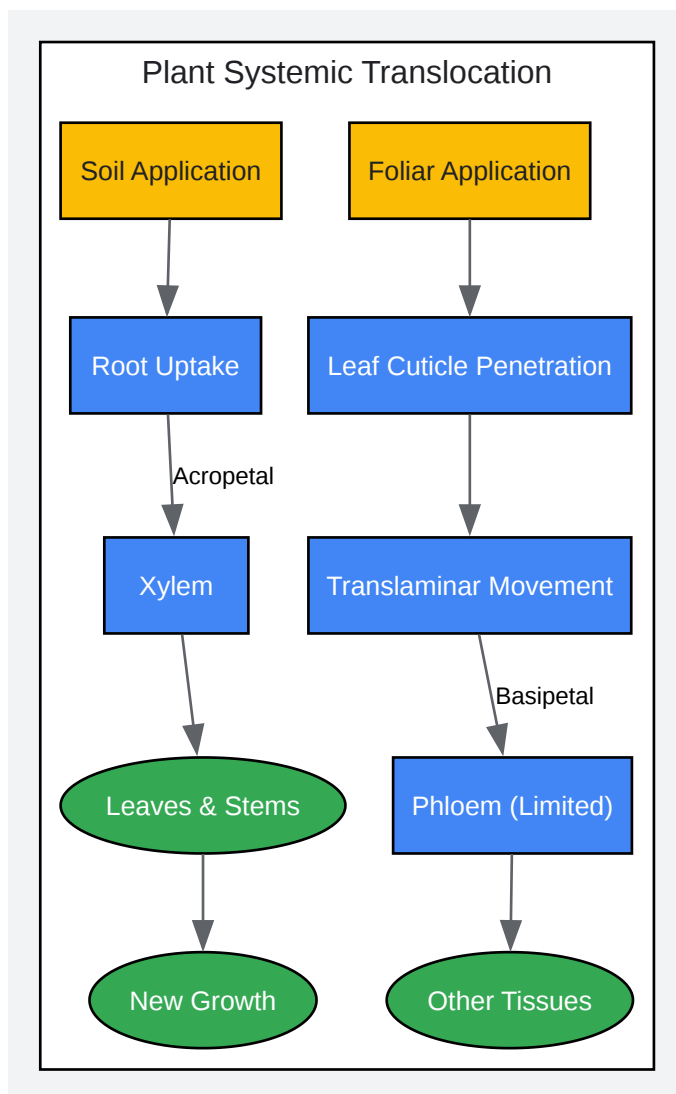 Plant Systemic Translocation
Soil Application
Foliar Application
Root Uptake
Leaf Cuticle Penetration
Acropetal
Xylem
Translaminar Movement
Basipetal
Leaves & Stems
Phloem (Limited)
New Growth
Other Tissues